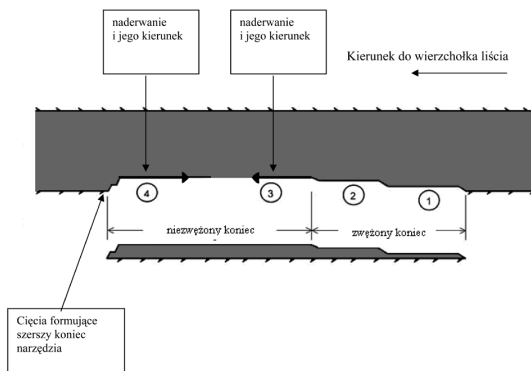 naderwanie
i jego kierunek
naderwanie
i jego kierunek
Kierunek do wierzchołka liścia
4
3
2
1
niezwężony koniec
zwężony koniec
Cięcia formujące
szerszy koniec
narzędzia